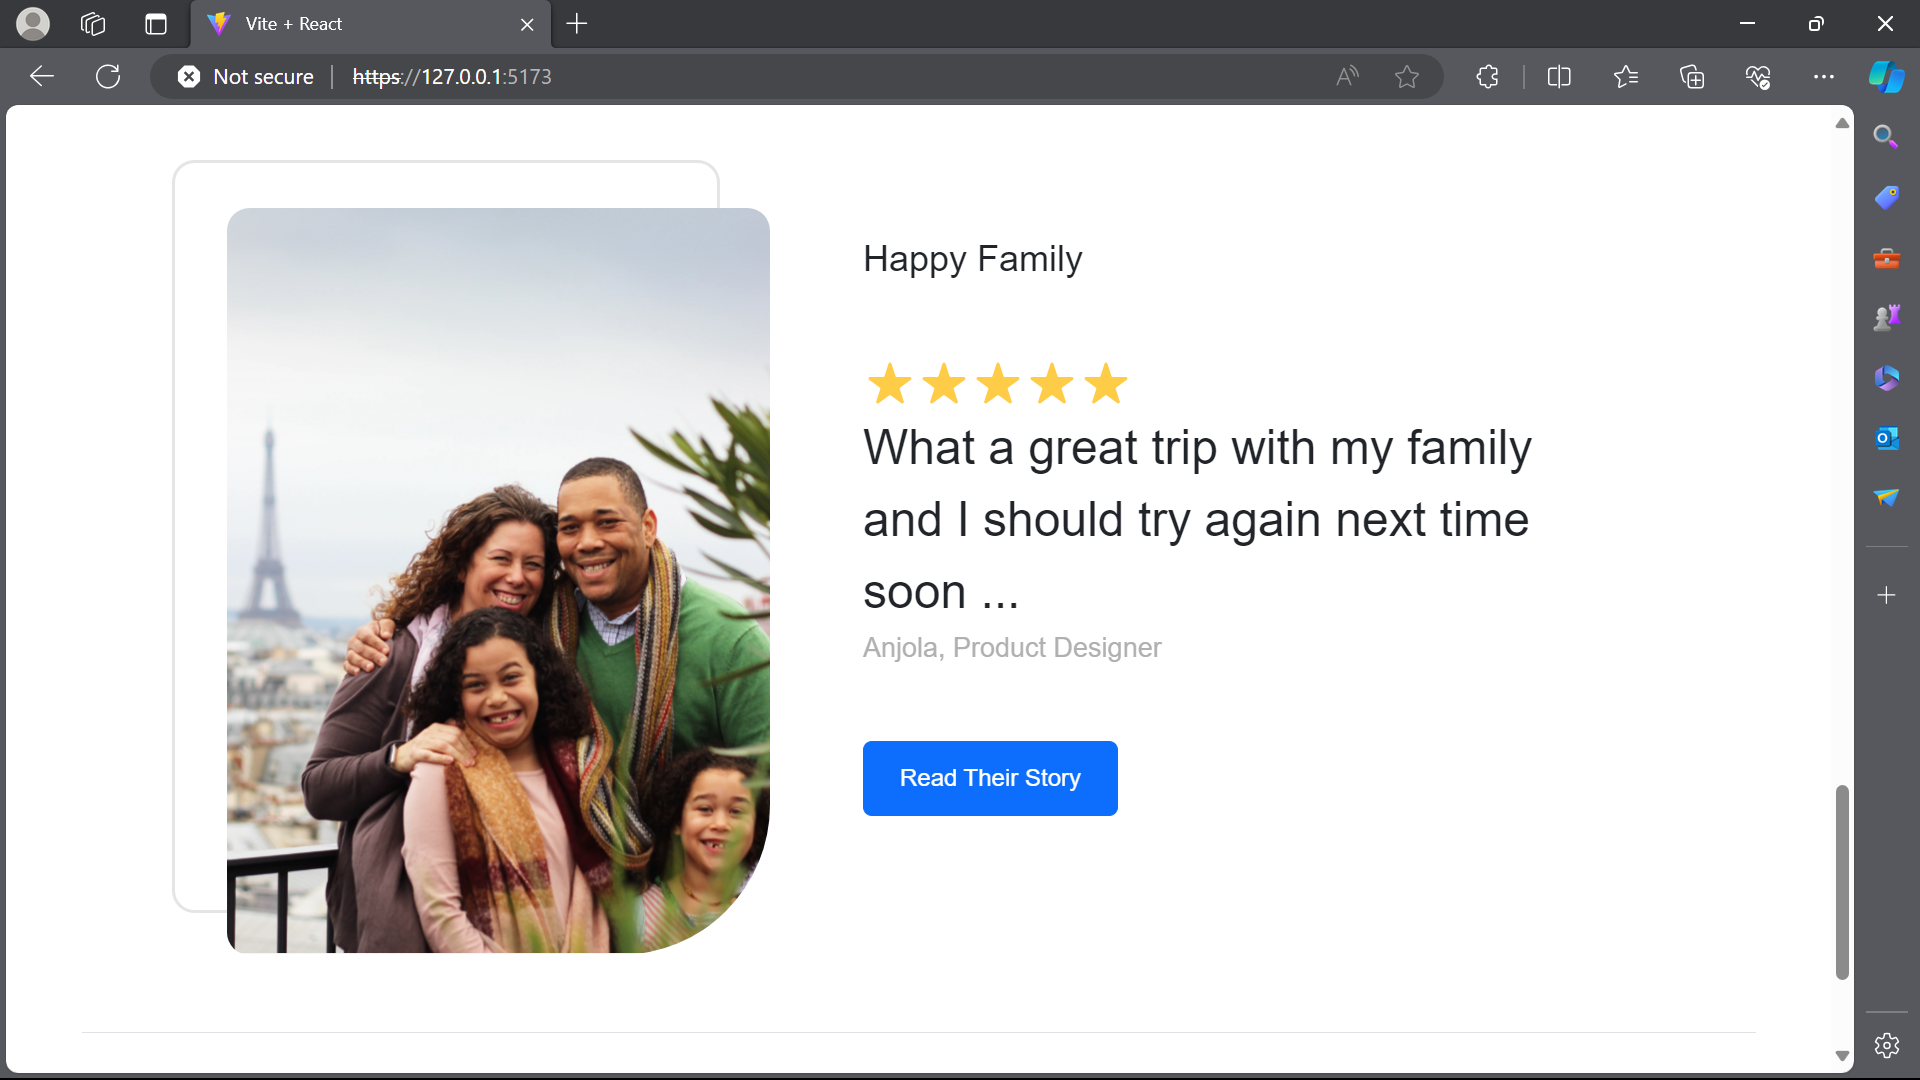 Vite + React
Not secure
https://127.0.0.1:5173
Happy Family
What a great trip with my family
and I should try again next time
soon ...
Anjola, Product Designer
Read Their Story